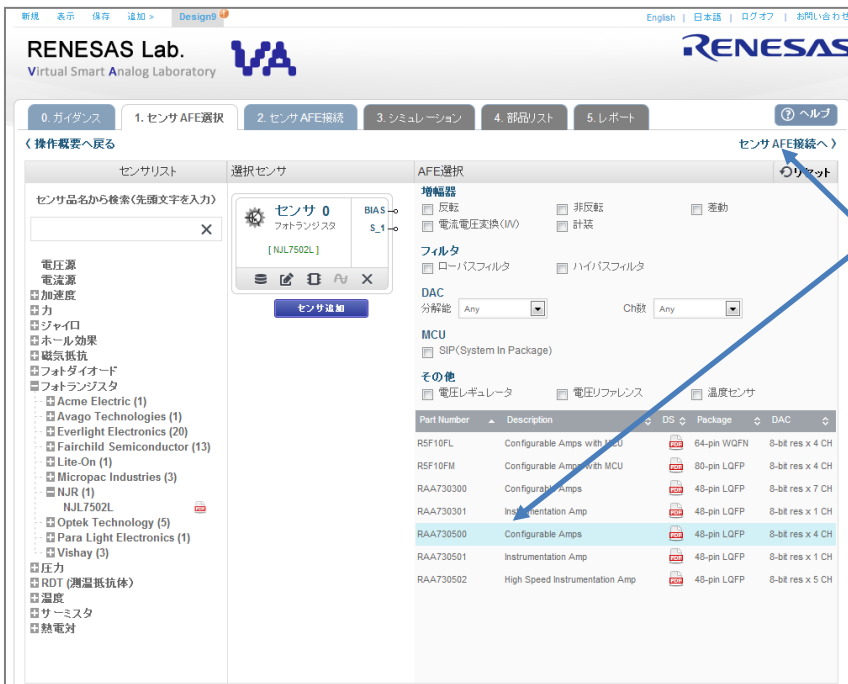 新規 表示 保存 追加 > Design9 English | 日本語 | ログオフ | お問い合わせ
RENESAS Lab.
Virtual Smart Analog Laboratory
VA
RENESAS
0. ガイダンス 1. センサAFE選択 2. センサAFE接続 3. シミュレーション 4. 部品リスト 5. レポート ? ヘルプ
〈 操作概要へ戻る センサAFE接続へ 〉
センサリスト 選択センサ AFE選択 リセット
センサ品名から検索(先頭文字を入力)
電圧源
電流源
加速度
力
ジャイロ
ホール効果
磁気抵抗
フォトダイオード
フォトトランジスタ
Acme Electric (1)
Avago Technologies (1)
Everlight Electronics (20)
Fairchild Semiconductor (13)
Lite-On (1)
Micropac Industries (3)
NJR (1)
NJL7502L PDF
Optek Technology (5)
Para Light Electronics (1)
Vishay (3)
圧力
RDT (測温抵抗体)
温度
サーミスタ
熱電対
センサ 0 BIAS
フォトトランジスタ S_1
[ NJL7502L ]
センサ追加
増幅器
反転 非反転 差動
電流電圧変換(I/V) 計装
フィルタ
ローパスフィルタ ハイパスフィルタ
DAC
分解能 Any Ch数 Any
MCU
SIP(System In Package)
その他
電圧レギュレータ 電圧リファレンス 温度センサ
Part Number Description DS Package DAC
R5F10FL Configurable Amps with MCU PDF 64-pin WQFN 8-bit res x 4 CH
R5F10FM Configurable Amps with MCU PDF 80-pin LQFP 8-bit res x 4 CH
RAA730300 Configurable Amps PDF 48-pin LQFP 8-bit res x 7 CH
RAA730301 Instrumentation Amp PDF 48-pin LQFP 8-bit res x 1 CH
RAA730500 Configurable Amps PDF 48-pin LQFP 8-bit res x 4 CH
RAA730501 Instrumentation Amp PDF 48-pin LQFP 8-bit res x 1 CH
RAA730502 High Speed Instrumentation Amp PDF 48-pin LQFP 8-bit res x 5 CH